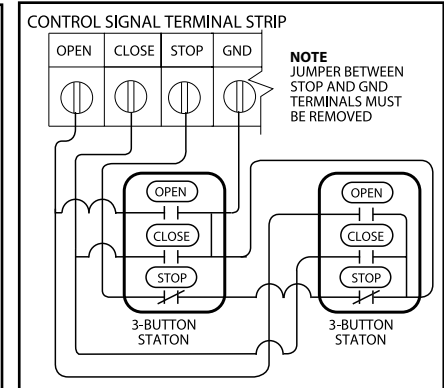 CONTROL SIGNAL TERMINAL STRIP
OPEN CLOSE STOP GND
NOTE
JUMPER BETWEEN
STOP AND GND
TERMINALS MUST
BE REMOVED
OPEN
CLOSE
STOP
3-BUTTON
STATON
OPEN
CLOSE
STOP
3-BUTTON
STATON